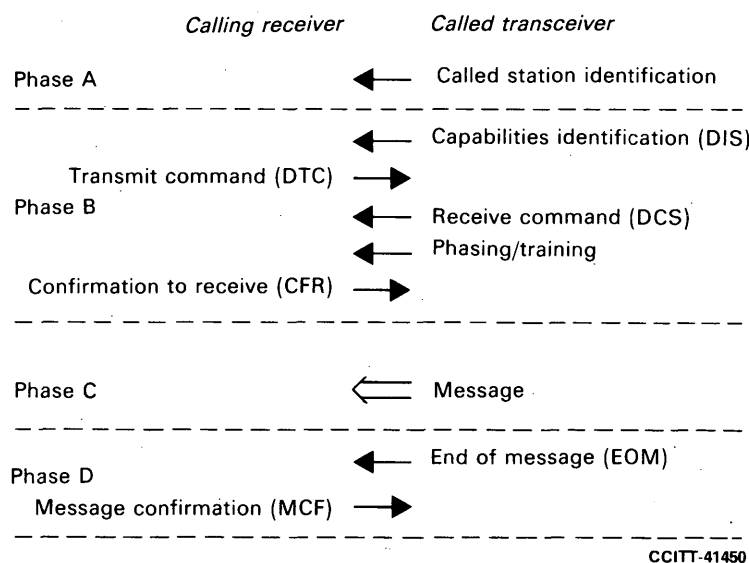 Calling receiver Called transceiver
Phase A Called station identification
Capabilities identification (DIS)
Transmit command (DTC)
Phase B
Receive command (DCS)
Phasing/training
Confirmation to receive (CFR)
Phase C Message
End of message (EOM)
Phase D
Message confirmation (MCF)
CCITT-41450